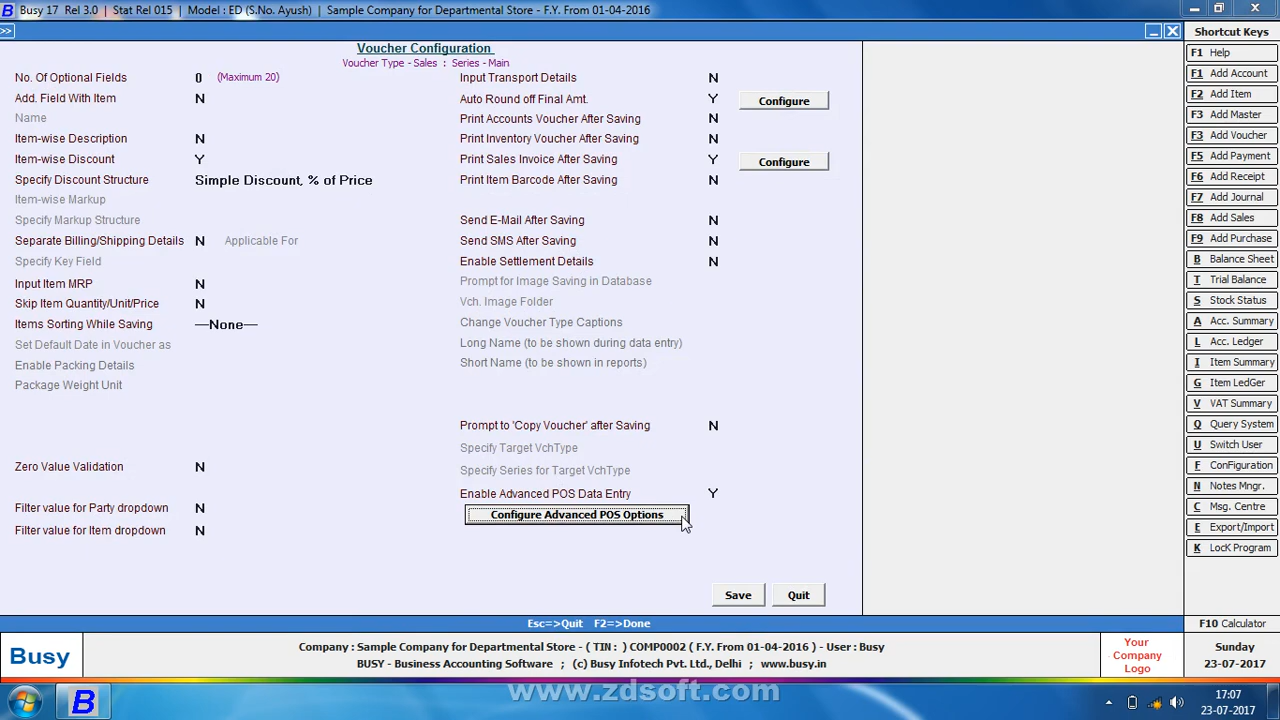 Busy 17 Rel 3.0 | Stat Rel 015 | Model : ED (S.No. Ayush) | Sample Company for Departmental Store - F.Y. From 01-04-2016 )
>>
Voucher Configuration
Voucher Type - Sales : Series - Main
No. Of Optional Fields 0 (Maximum 20)
Add. Field With Item N
Name
Item-wise Description N
Item-wise Discount Y
Specify Discount Structure Simple Discount, % of Price
Item-wise Markup
Specify Markup Structure
Separate Billing/Shipping Details N Applicable For
Specify Key Field
Input Item MRP N
Skip Item Quantity/Unit/Price N
Items Sorting While Saving —None—
Set Default Date in Voucher as
Enable Packing Details
Package Weight Unit
Zero Value Validation N
Filter value for Party dropdown N
Filter value for Item dropdown N
Input Transport Details N
Auto Round off Final Amt. Y Configure
Print Accounts Voucher After Saving N
Print Inventory Voucher After Saving N
Print Sales Invoice After Saving Y Configure
Print Item Barcode After Saving N
Send E-Mail After Saving N
Send SMS After Saving N
Enable Settlement Details N
Prompt for Image Saving in Database
Vch. Image Folder
Change Voucher Type Captions
Long Name (to be shown during data entry)
Short Name (to be shown in reports)
Prompt to 'Copy Voucher' after Saving N
Specify Target VchType
Specify Series for Target VchType
Enable Advanced POS Data Entry Y
Configure Advanced POS Options
Save Quit
Shortcut Keys
F1 Help
F1 Add Account
F2 Add Item
F3 Add Master
F3 Add Voucher
F5 Add Payment
F6 Add Receipt
F7 Add Journal
F8 Add Sales
F9 Add Purchase
B Balance Sheet
T Trial Balance
S Stock Status
A Acc. Summary
L Acc. Ledger
I Item Summary
G Item LedGer
V VAT Summary
Q Query System
U Switch User
F ConFiguration
N Notes Mngr.
C Msg. Centre
E Export/Import
K LocK Program
F10 Calculator
Esc=>Quit F2=>Done
Busy
Company : Sample Company for Departmental Store - ( TIN : ) COMP0002 ( F.Y. From 01-04-2016 ) - User : Busy
BUSY - Business Accounting Software ; (c) Busy Infotech Pvt. Ltd., Delhi ; www.busy.in
Your
Company
Logo
Sunday
23-07-2017
www.zdsoft.com
17:07
23-07-2017